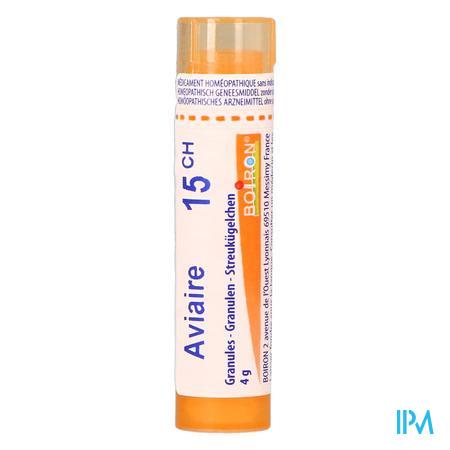 MÉDICAMENT HOMÉOPATHIQUE sans
HOMEOPATHISCH GENEESMIDDEL zonder
HOMÖOPATHISCHES ARZNEIMITTEL ohne
Aviaire 15 CH
Granules - Granulen - Streukügelchen
4 g
BOIRON®
BOIRON 2 avenue de l'Ouest Lyonnais 69510 Messimy France
IPM